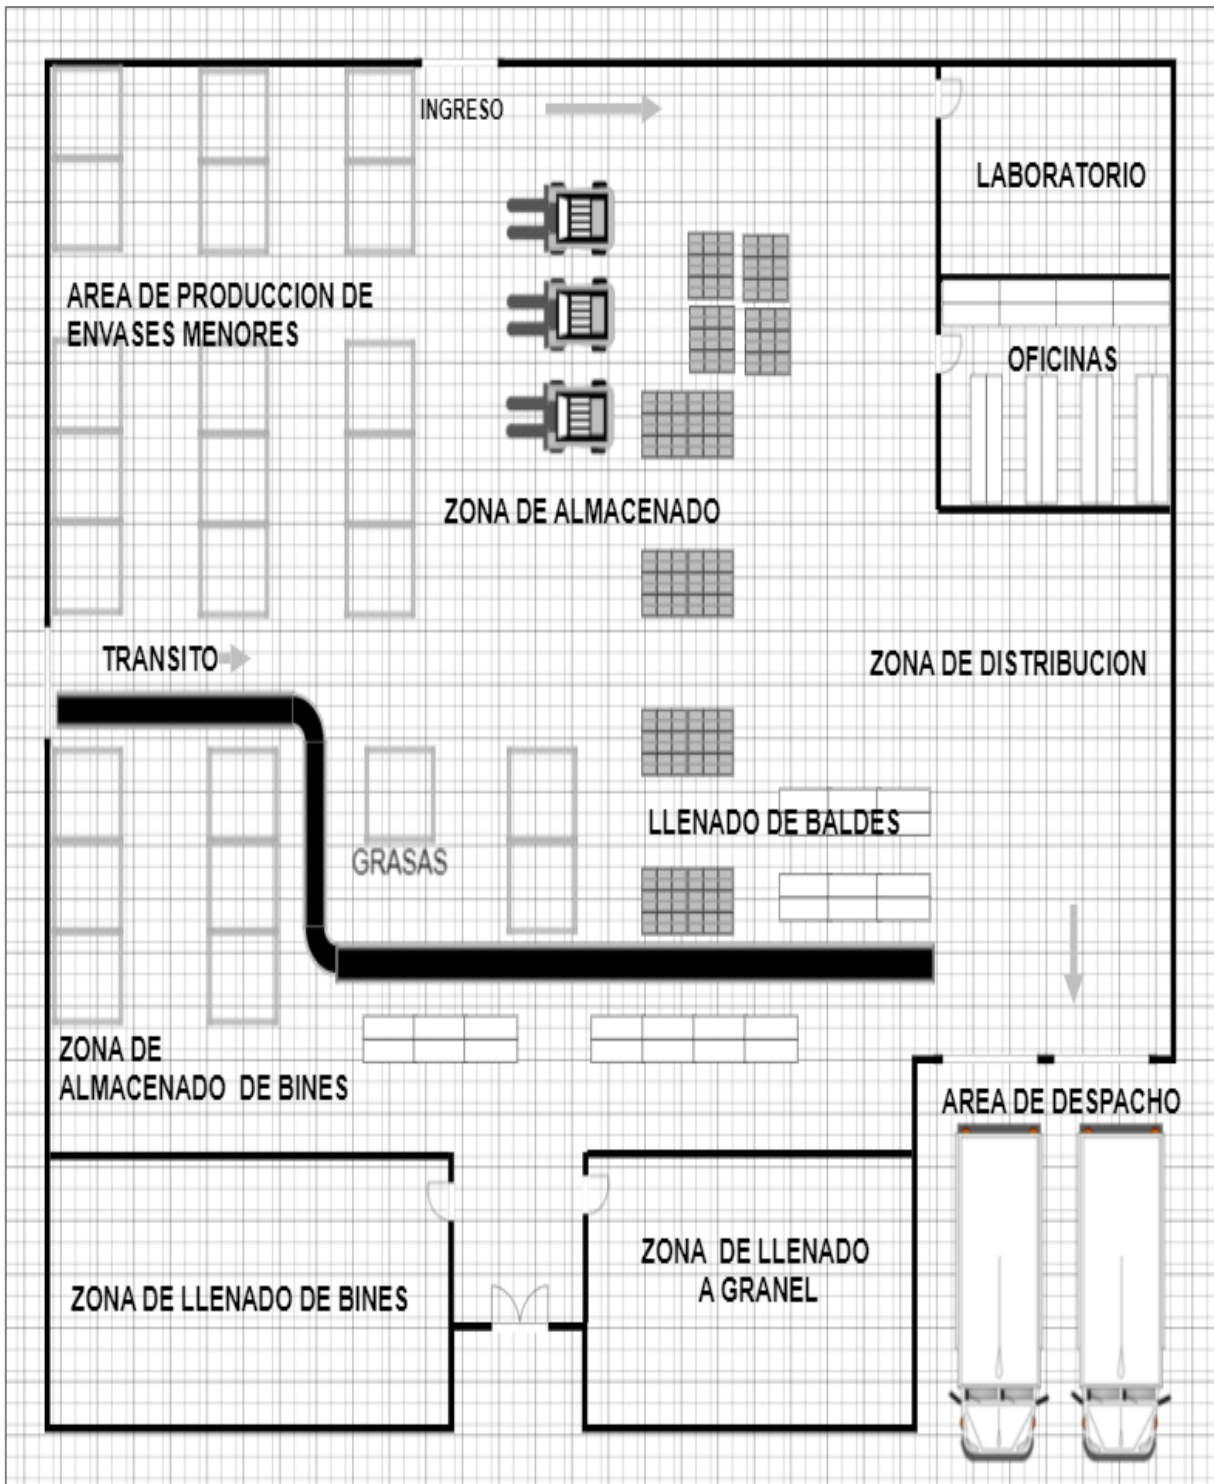 INGRESO
LABORATORIO
AREA DE PRODUCCION DE
ENVASES MENORES
OFICINAS
ZONA DE ALMACENADO
TRANSITO
ZONA DE DISTRIBUCION
LLENADO DE BALDES
GRASAS
ZONA DE
ALMACENADO DE BINES
AREA DE DESPACHO
ZONA DE LLENADO
A GRANEL
ZONA DE LLENADO DE BINES